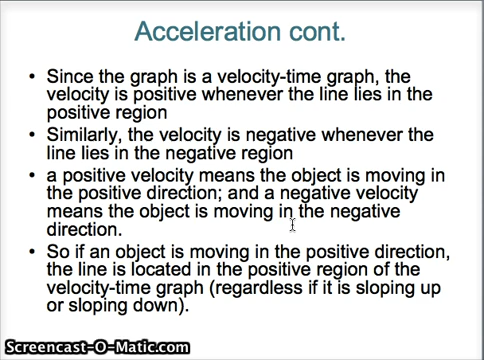 Acceleration cont.
• Since the graph is a velocity-time graph, the
velocity is positive whenever the line lies in the
positive region
• Similarly, the velocity is negative whenever the
line lies in the negative region
• a positive velocity means the object is moving in
the positive direction; and a negative velocity
means the object is moving in the negative
direction.
• So if an object is moving in the positive direction,
the line is located in the positive region of the
velocity-time graph (regardless if it is sloping up
or sloping down).
Screencast-O-Matic.com